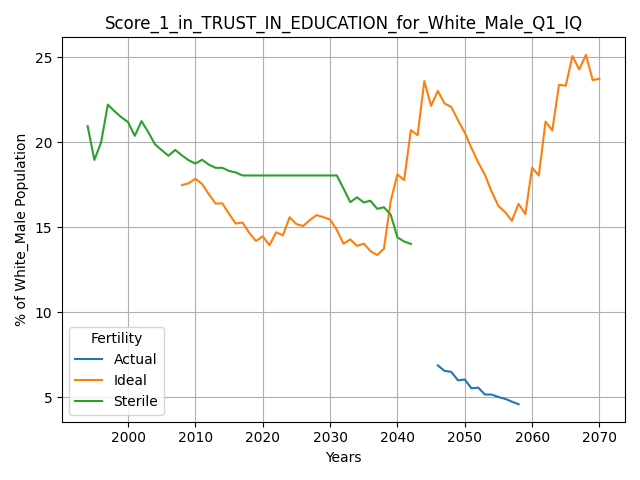 Score_1_in_TRUST_IN_EDUCATION_for_White_Male_Q1_IQ
% of White_Male Population
25
20
15
10
5
Fertility
Actual
Ideal
Sterile
2000 2010 2020 2030 2040 2050 2060 2070
Years